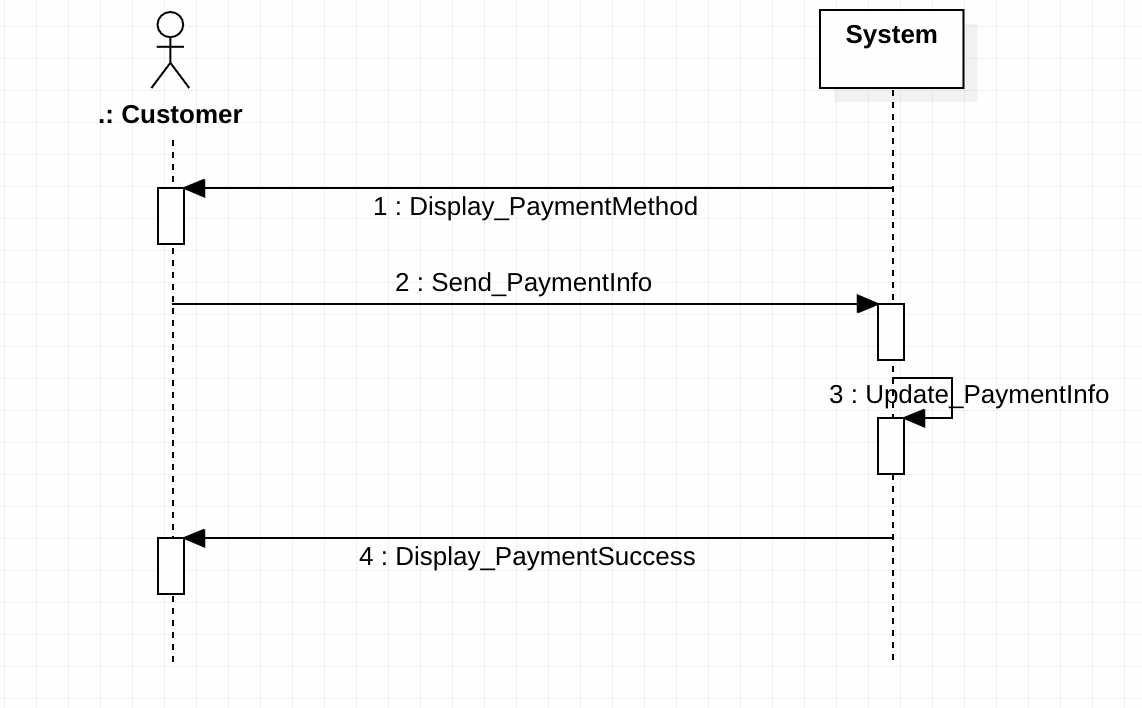 System
.: Customer
1 : Display_PaymentMethod
2 : Send_PaymentInfo
3 : Update_PaymentInfo
4 : Display_PaymentSuccess